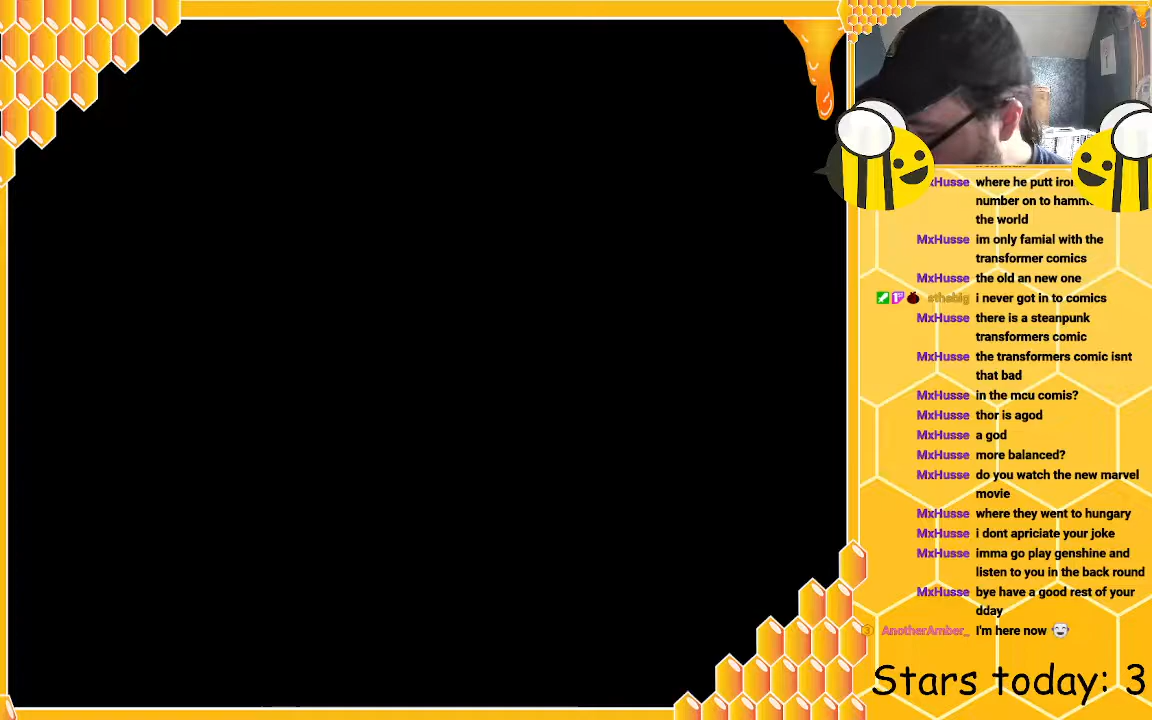 MxHusse where he putt iron
number on to hamm
the world
MxHusse im only famial with the
transformer comics
MxHusse the old an new one
sthabig i never got in to comics
MxHusse there is a steanpunk
transformers comic
MxHusse the transformers comic isnt
that bad
MxHusse in the mcu comis?
MxHusse thor is agod
MxHusse a god
MxHusse more balanced?
MxHusse do you watch the new marvel
movie
MxHusse where they went to hungary
MxHusse i dont apriciate your joke
MxHusse imma go play genshine and
listen to you in the back round
MxHusse bye have a good rest of your
dday
AnotherAmber_ I'm here now
Stars today: 3